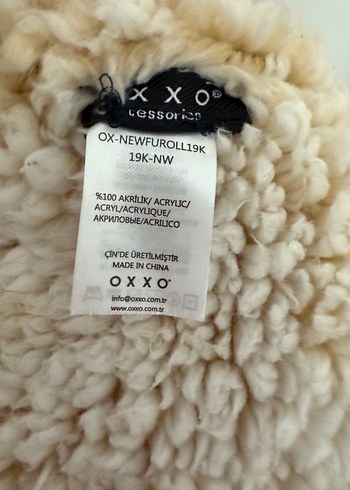 OXXO®
cessories
OX-NEWFUROLL19K
19K-NW
%100 AKRİLİK/ ACRYLIC/
ACRYL/ACRYLIQUE/
АКРИЛОВЫЕ/ACRILICO
ÇİN'DE ÜRETİLMİŞTİR
MADE IN CHINA
OXXO®
info@oxxo.com.tr
www.oxxo.com.tr